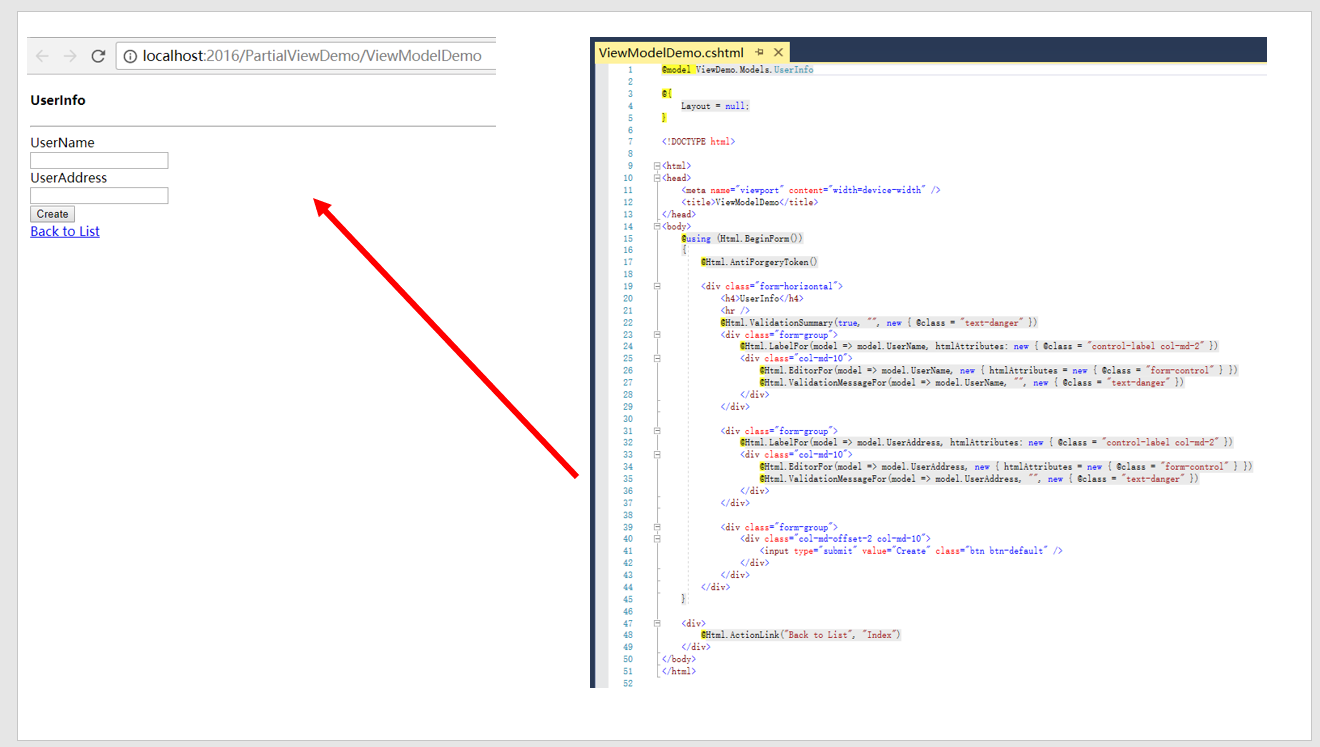 localhost:2016/PartialViewDemo/ViewModelDemo
UserInfo
UserName
UserAddress
Create
Back to List
ViewModelDemo.cshtml
1 @model ViewDemo.Models.UserInfo
2
3 @{
4 Layout = null;
5 }
6
7 <!DOCTYPE html>
8
9 <html>
10 <head>
11 <meta name="viewport" content="width=device-width" />
12 <title>ViewModelDemo</title>
13 </head>
14 <body>
15 @using (Html.BeginForm())
16 {
17 @Html.AntiForgeryToken()
18
19 <div class="form-horizontal">
20 <h4>UserInfo</h4>
21 <hr />
22 @Html.ValidationSummary(true, "", new { @class = "text-danger" })
23 <div class="form-group">
24 @Html.LabelFor(model => model.UserName, htmlAttributes: new { @class = "control-label col-md-2" })
25 <div class="col-md-10">
26 @Html.EditorFor(model => model.UserName, new { htmlAttributes = new { @class = "form-control" } })
27 @Html.ValidationMessageFor(model => model.UserName, "", new { @class = "text-danger" })
28 </div>
29 </div>
30
31 <div class="form-group">
32 @Html.LabelFor(model => model.UserAddress, htmlAttributes: new { @class = "control-label col-md-2" })
33 <div class="col-md-10">
34 @Html.EditorFor(model => model.UserAddress, new { htmlAttributes = new { @class = "form-control" } })
35 @Html.ValidationMessageFor(model => model.UserAddress, "", new { @class = "text-danger" })
36 </div>
37 </div>
38
39 <div class="form-group">
40 <div class="col-md-offset-2 col-md-10">
41 <input type="submit" value="Create" class="btn btn-default" />
42 </div>
43 </div>
44 </div>
45 }
46
47 <div>
48 @Html.ActionLink("Back to List", "Index")
49 </div>
50 </body>
51 </html>
52